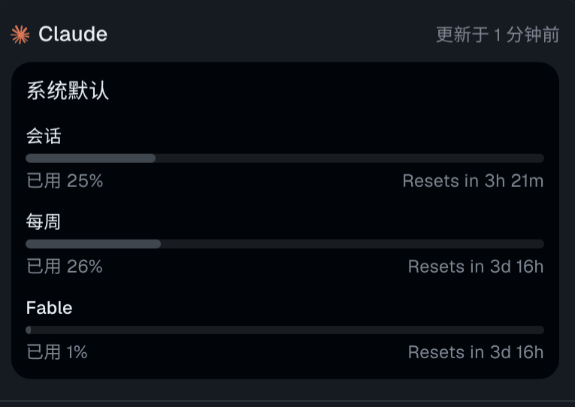 Claude
更新于 1 分钟前
系统默认
会话
已用 25%
Resets in 3h 21m
每周
已用 26%
Resets in 3d 16h
Fable
已用 1%
Resets in 3d 16h